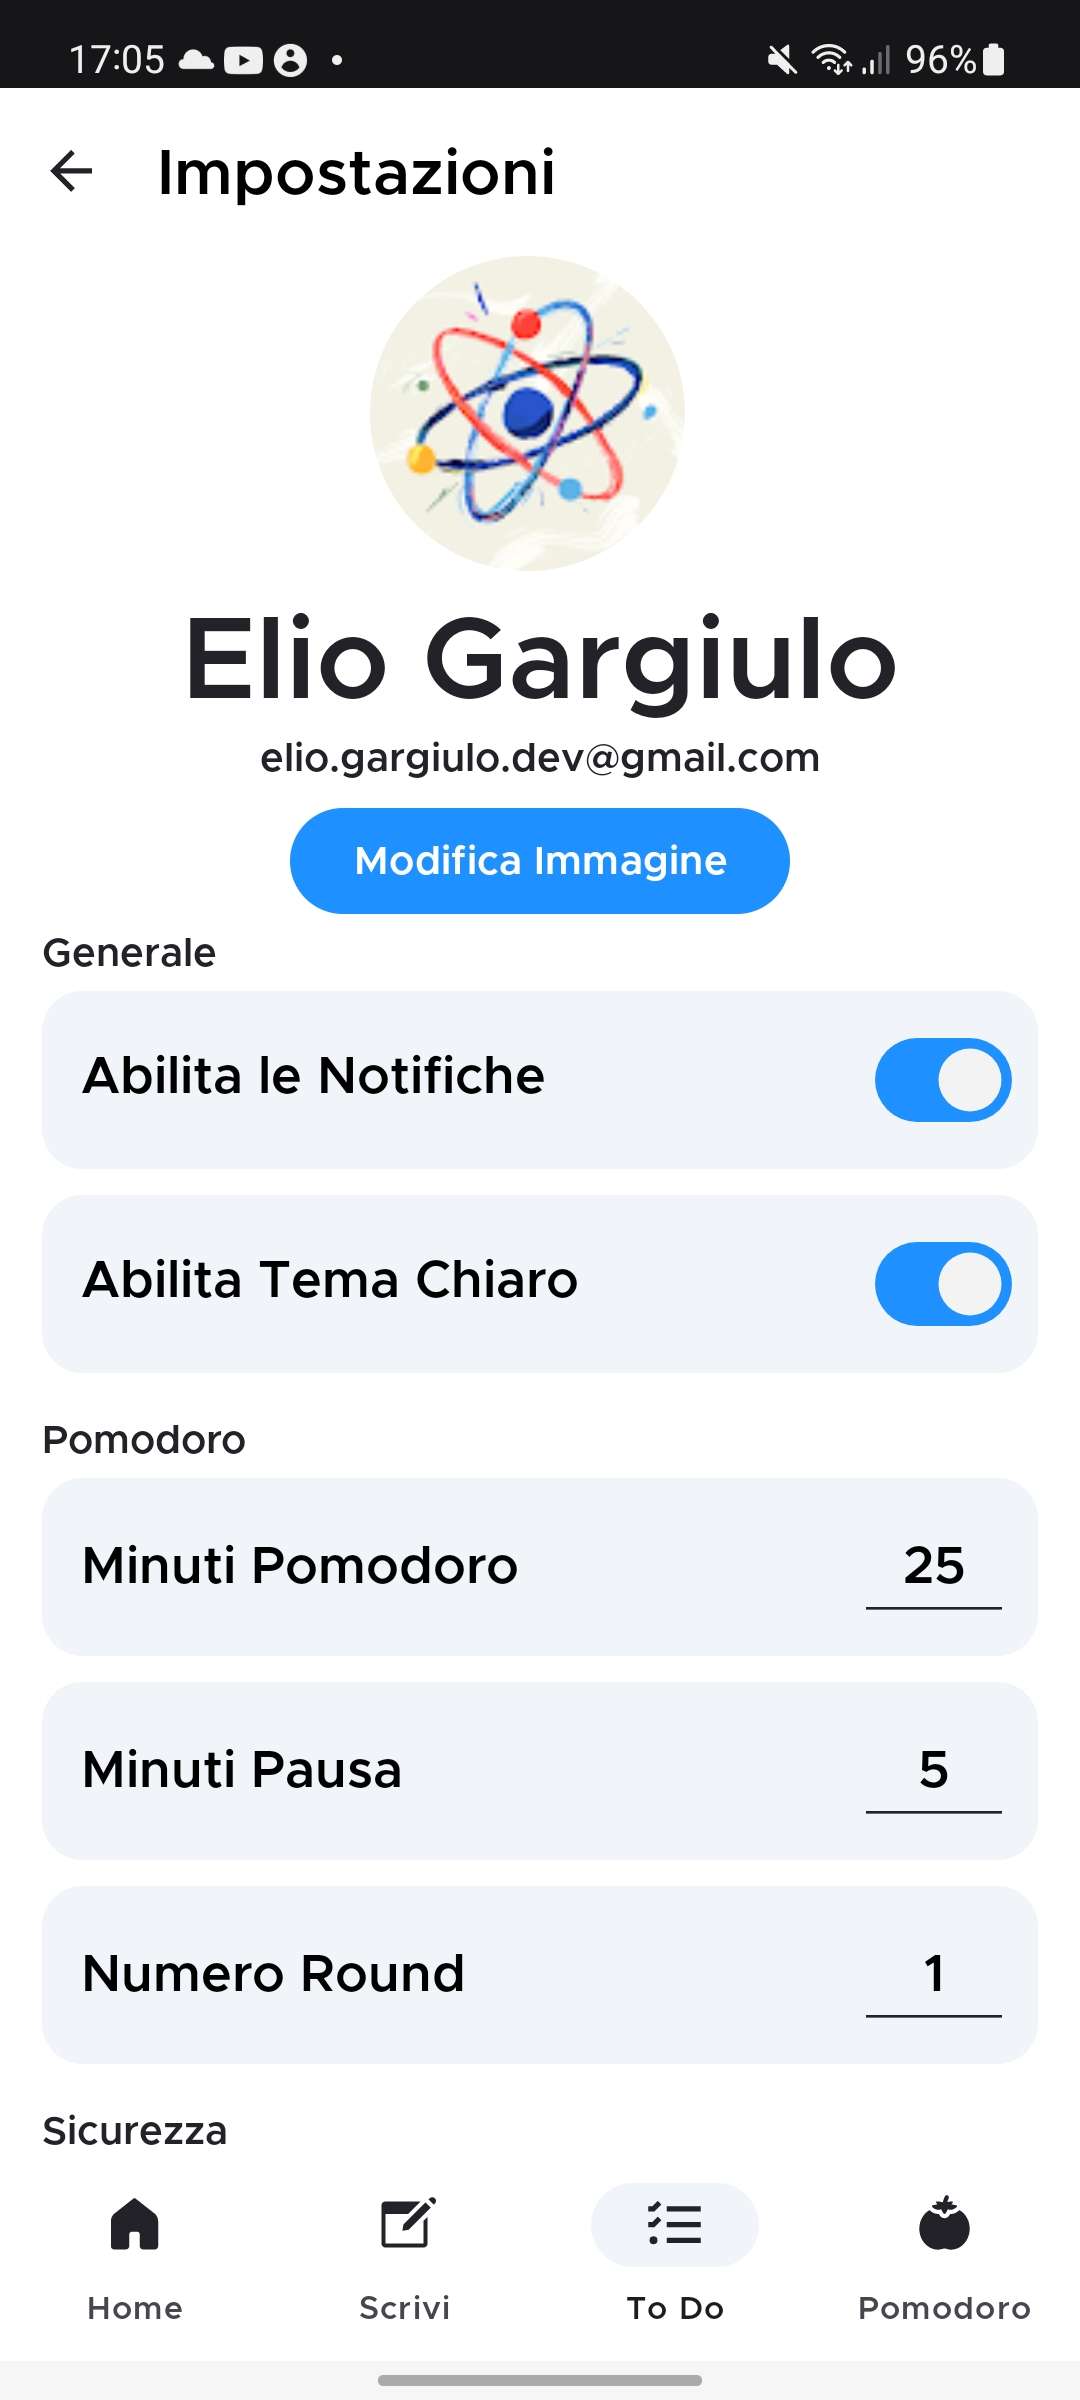 17:05
96%
Impostazioni
Elio Gargiulo
elio.gargiulo.dev@gmail.com
Modifica Immagine
Generale
Abilita le Notifiche
Abilita Tema Chiaro
Pomodoro
Minuti Pomodoro 25
Minuti Pausa 5
Numero Round 1
Sicurezza
Home Scrivi To Do Pomodoro